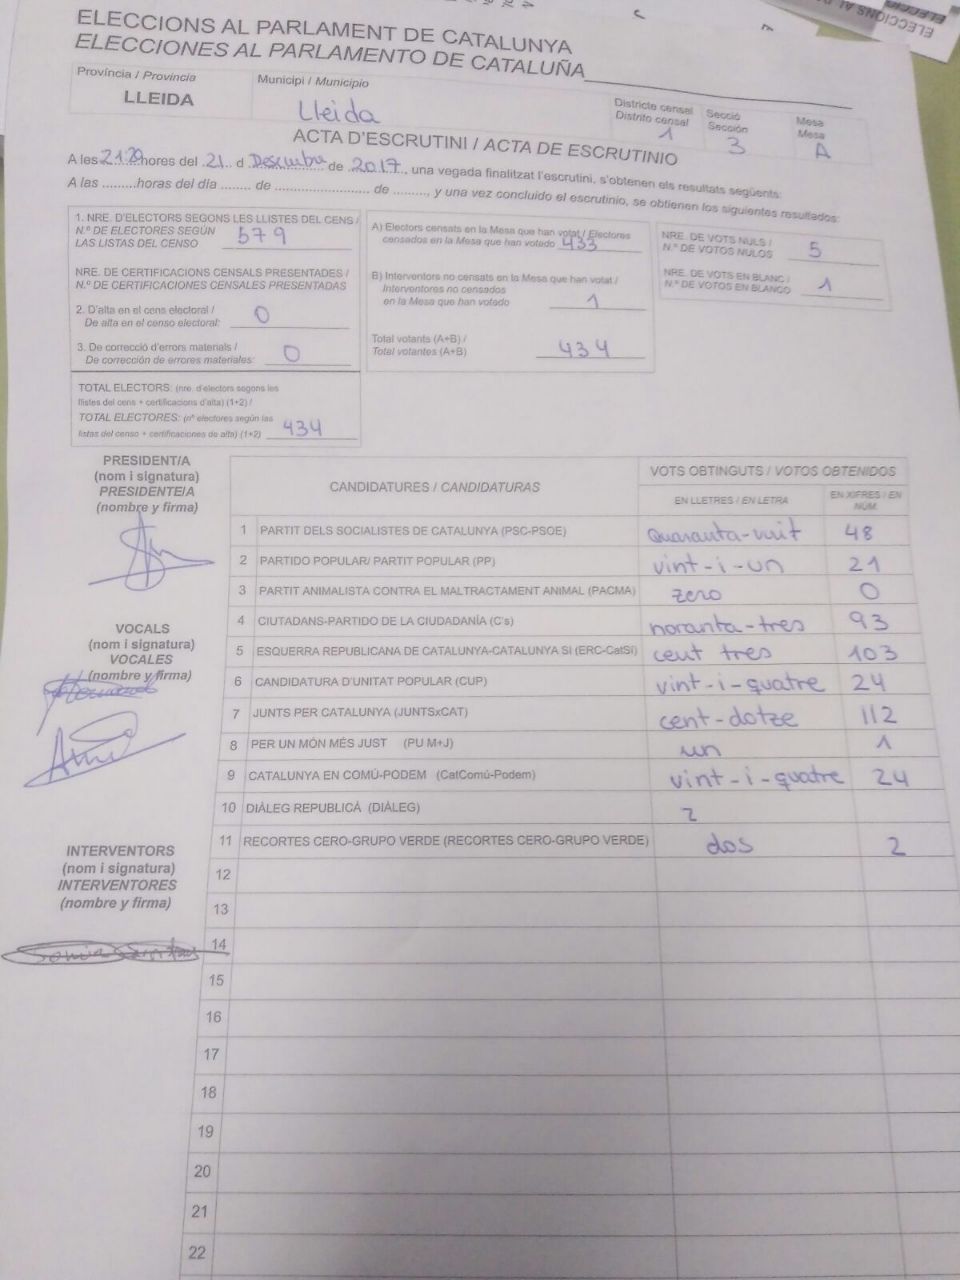 ELECCIONS AL PARLAMENT DE CATALUNYA
ELECCIONES AL PARLAMENTO DE CATALUÑA
Província / Provincia
LLEIDA
Municipi / Municipio
Lleida
Districte censal
Distrito censal
1
Secció
Sección
3
Mesa
Mesa
A
ACTA D'ESCRUTINI / ACTA DE ESCRUTINIO
A les 21:20 hores del 21 d Desembre de 2017, una vegada finalitzat l'escrutini, s'obtenen els resultats següents:
A las .........horas del día ........ de ......................... de ........., y una vez concluido el escrutinio, se obtienen los siguientes resultados:
1. NRE. D'ELECTORS SEGONS LES LLISTES DEL CENS /
N.º DE ELECTORES SEGÚN
LAS LISTAS DEL CENSO 579
NRE. DE CERTIFICACIONS CENSALS PRESENTADES /
N.º DE CERTIFICACIONES CENSALES PRESENTADAS
2. D'alta en el cens electoral /
De alta en el censo electoral: 0
3. De correcció d'errors materials /
De corrección de errores materiales: 0
TOTAL ELECTORS: (nre. d'electors segons les
llistes del cens + certificacions d'alta) (1+2) /
TOTAL ELECTORES: (nº electores según las
listas del censo + certificaciones de alta) (1+2) 434
A) Electors censats en la Mesa que han votat / Electores
censados en la Mesa que han votado 433
B) Interventors no censats en la Mesa que han votat /
Interventores no censados
en la Mesa que han votado 1
Total votants (A+B) /
Total votantes (A+B) 434
NRE. DE VOTS NULS /
N.º DE VOTOS NULOS 5
NRE. DE VOTS EN BLANC /
N.º DE VOTOS EN BLANCO 1
PRESIDENT/A
(nom i signatura)
PRESIDENTE/A
(nombre y firma)
VOCALS
(nom i signatura)
VOCALES
(nombre y firma)
INTERVENTORS
(nom i signatura)
INTERVENTORES
(nombre y firma)
CANDIDATURES / CANDIDATURAS
VOTS OBTINGUTS / VOTOS OBTENIDOS
EN LLETRES / EN LETRA
EN XIFRES / EN NÚM.
1 PARTIT DELS SOCIALISTES DE CATALUNYA (PSC-PSOE) Quaranta-vuit 48
2 PARTIDO POPULAR/ PARTIT POPULAR (PP) vint-i-un 21
3 PARTIT ANIMALISTA CONTRA EL MALTRACTAMENT ANIMAL (PACMA) zero 0
4 CIUTADANS-PARTIDO DE LA CIUDADANÍA (C's) noranta-tres 93
5 ESQUERRA REPUBLICANA DE CATALUNYA-CATALUNYA SÍ (ERC-CatSí) cent tres 103
6 CANDIDATURA D'UNITAT POPULAR (CUP) vint-i-quatre 24
7 JUNTS PER CATALUNYA (JUNTSxCAT) cent-dotze 112
8 PER UN MÓN MÉS JUST (PU M+J) un 1
9 CATALUNYA EN COMÚ-PODEM (CatComú-Podem) vint-i-quatre 24
10 DIÀLEG REPUBLICÀ (DIÀLEG) 2
11 RECORTES CERO-GRUPO VERDE (RECORTES CERO-GRUPO VERDE) dos 2
12
13
14
15
16
17
18
19
20
21
22